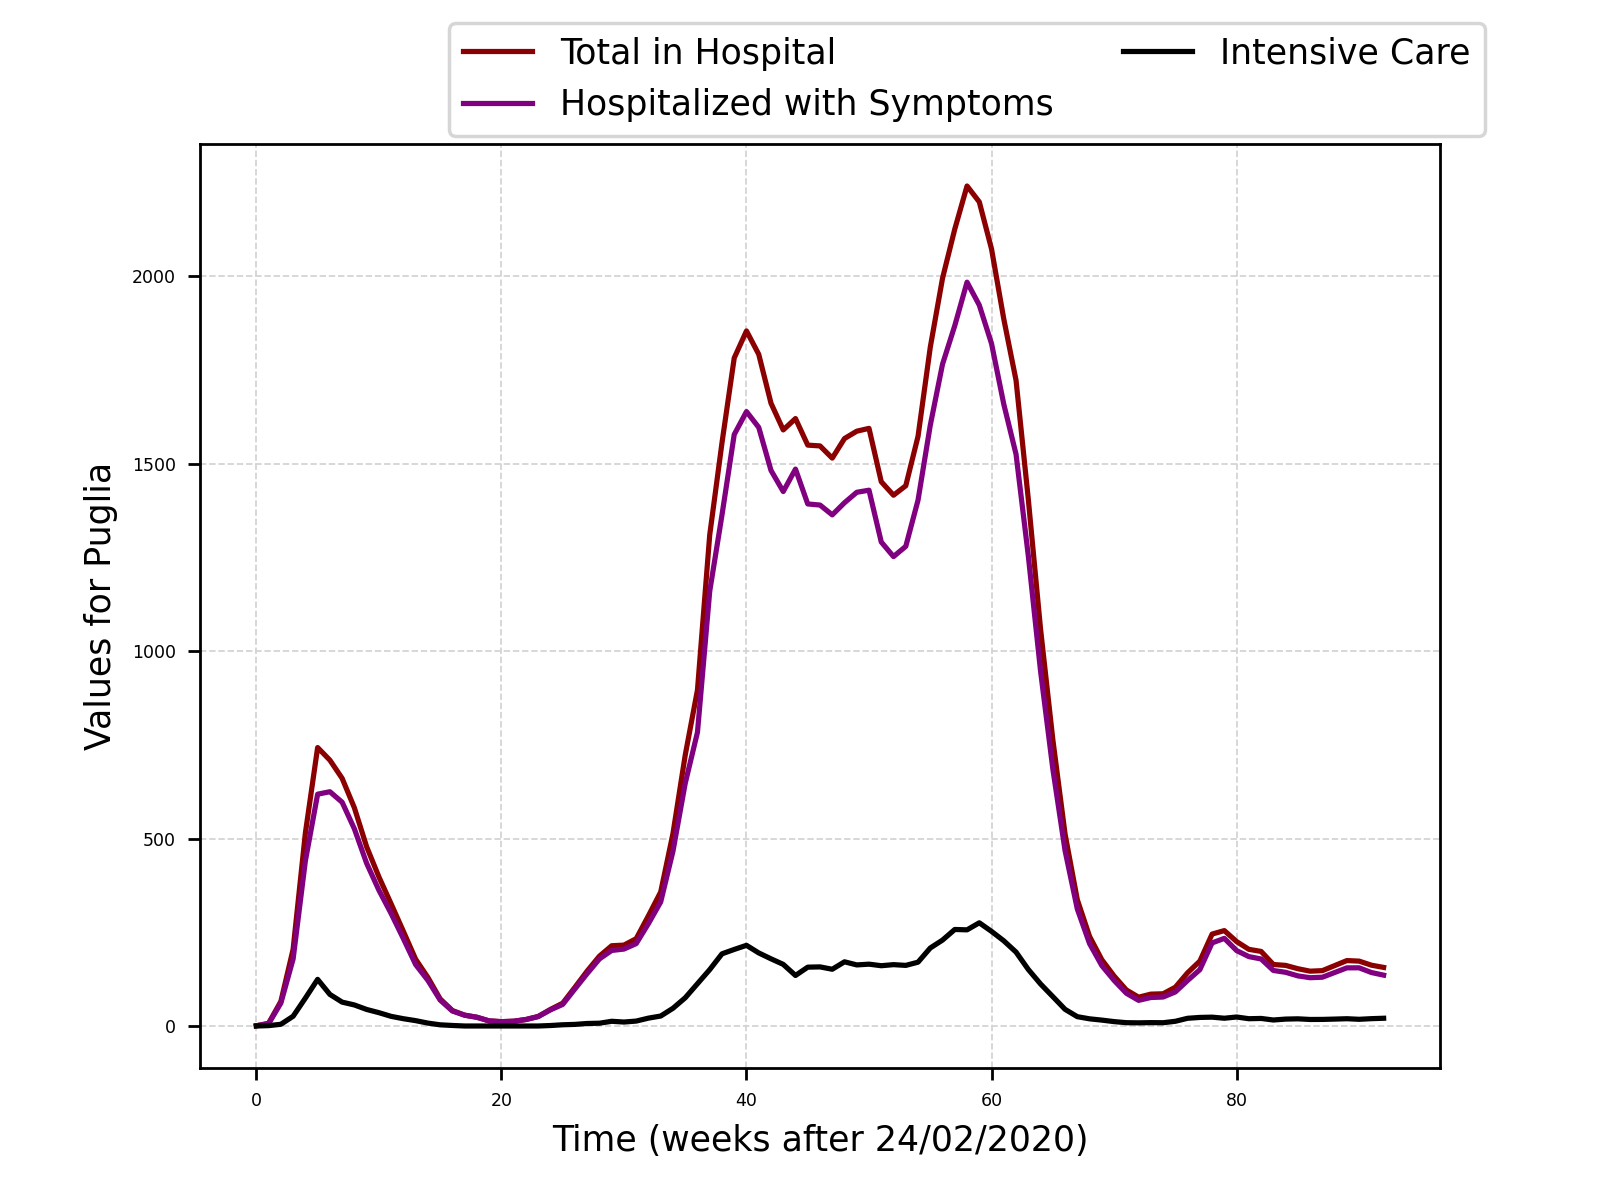 Total in Hospital
Hospitalized with Symptoms
Intensive Care
Values for Puglia
2000
1500
1000
500
0
0 20 40 60 80
Time (weeks after 24/02/2020)